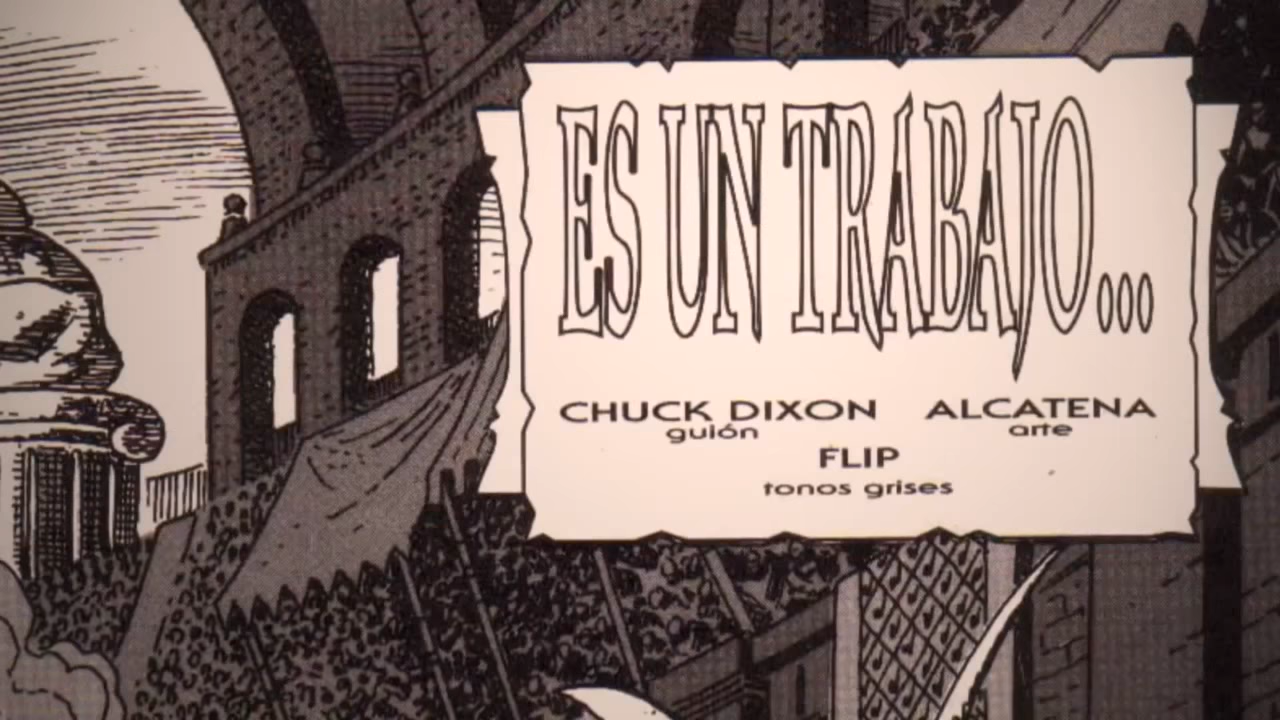 ES UN TRABAJO...
CHUCK DIXON ALCATENA
guión arte
FLIP
tonos grises